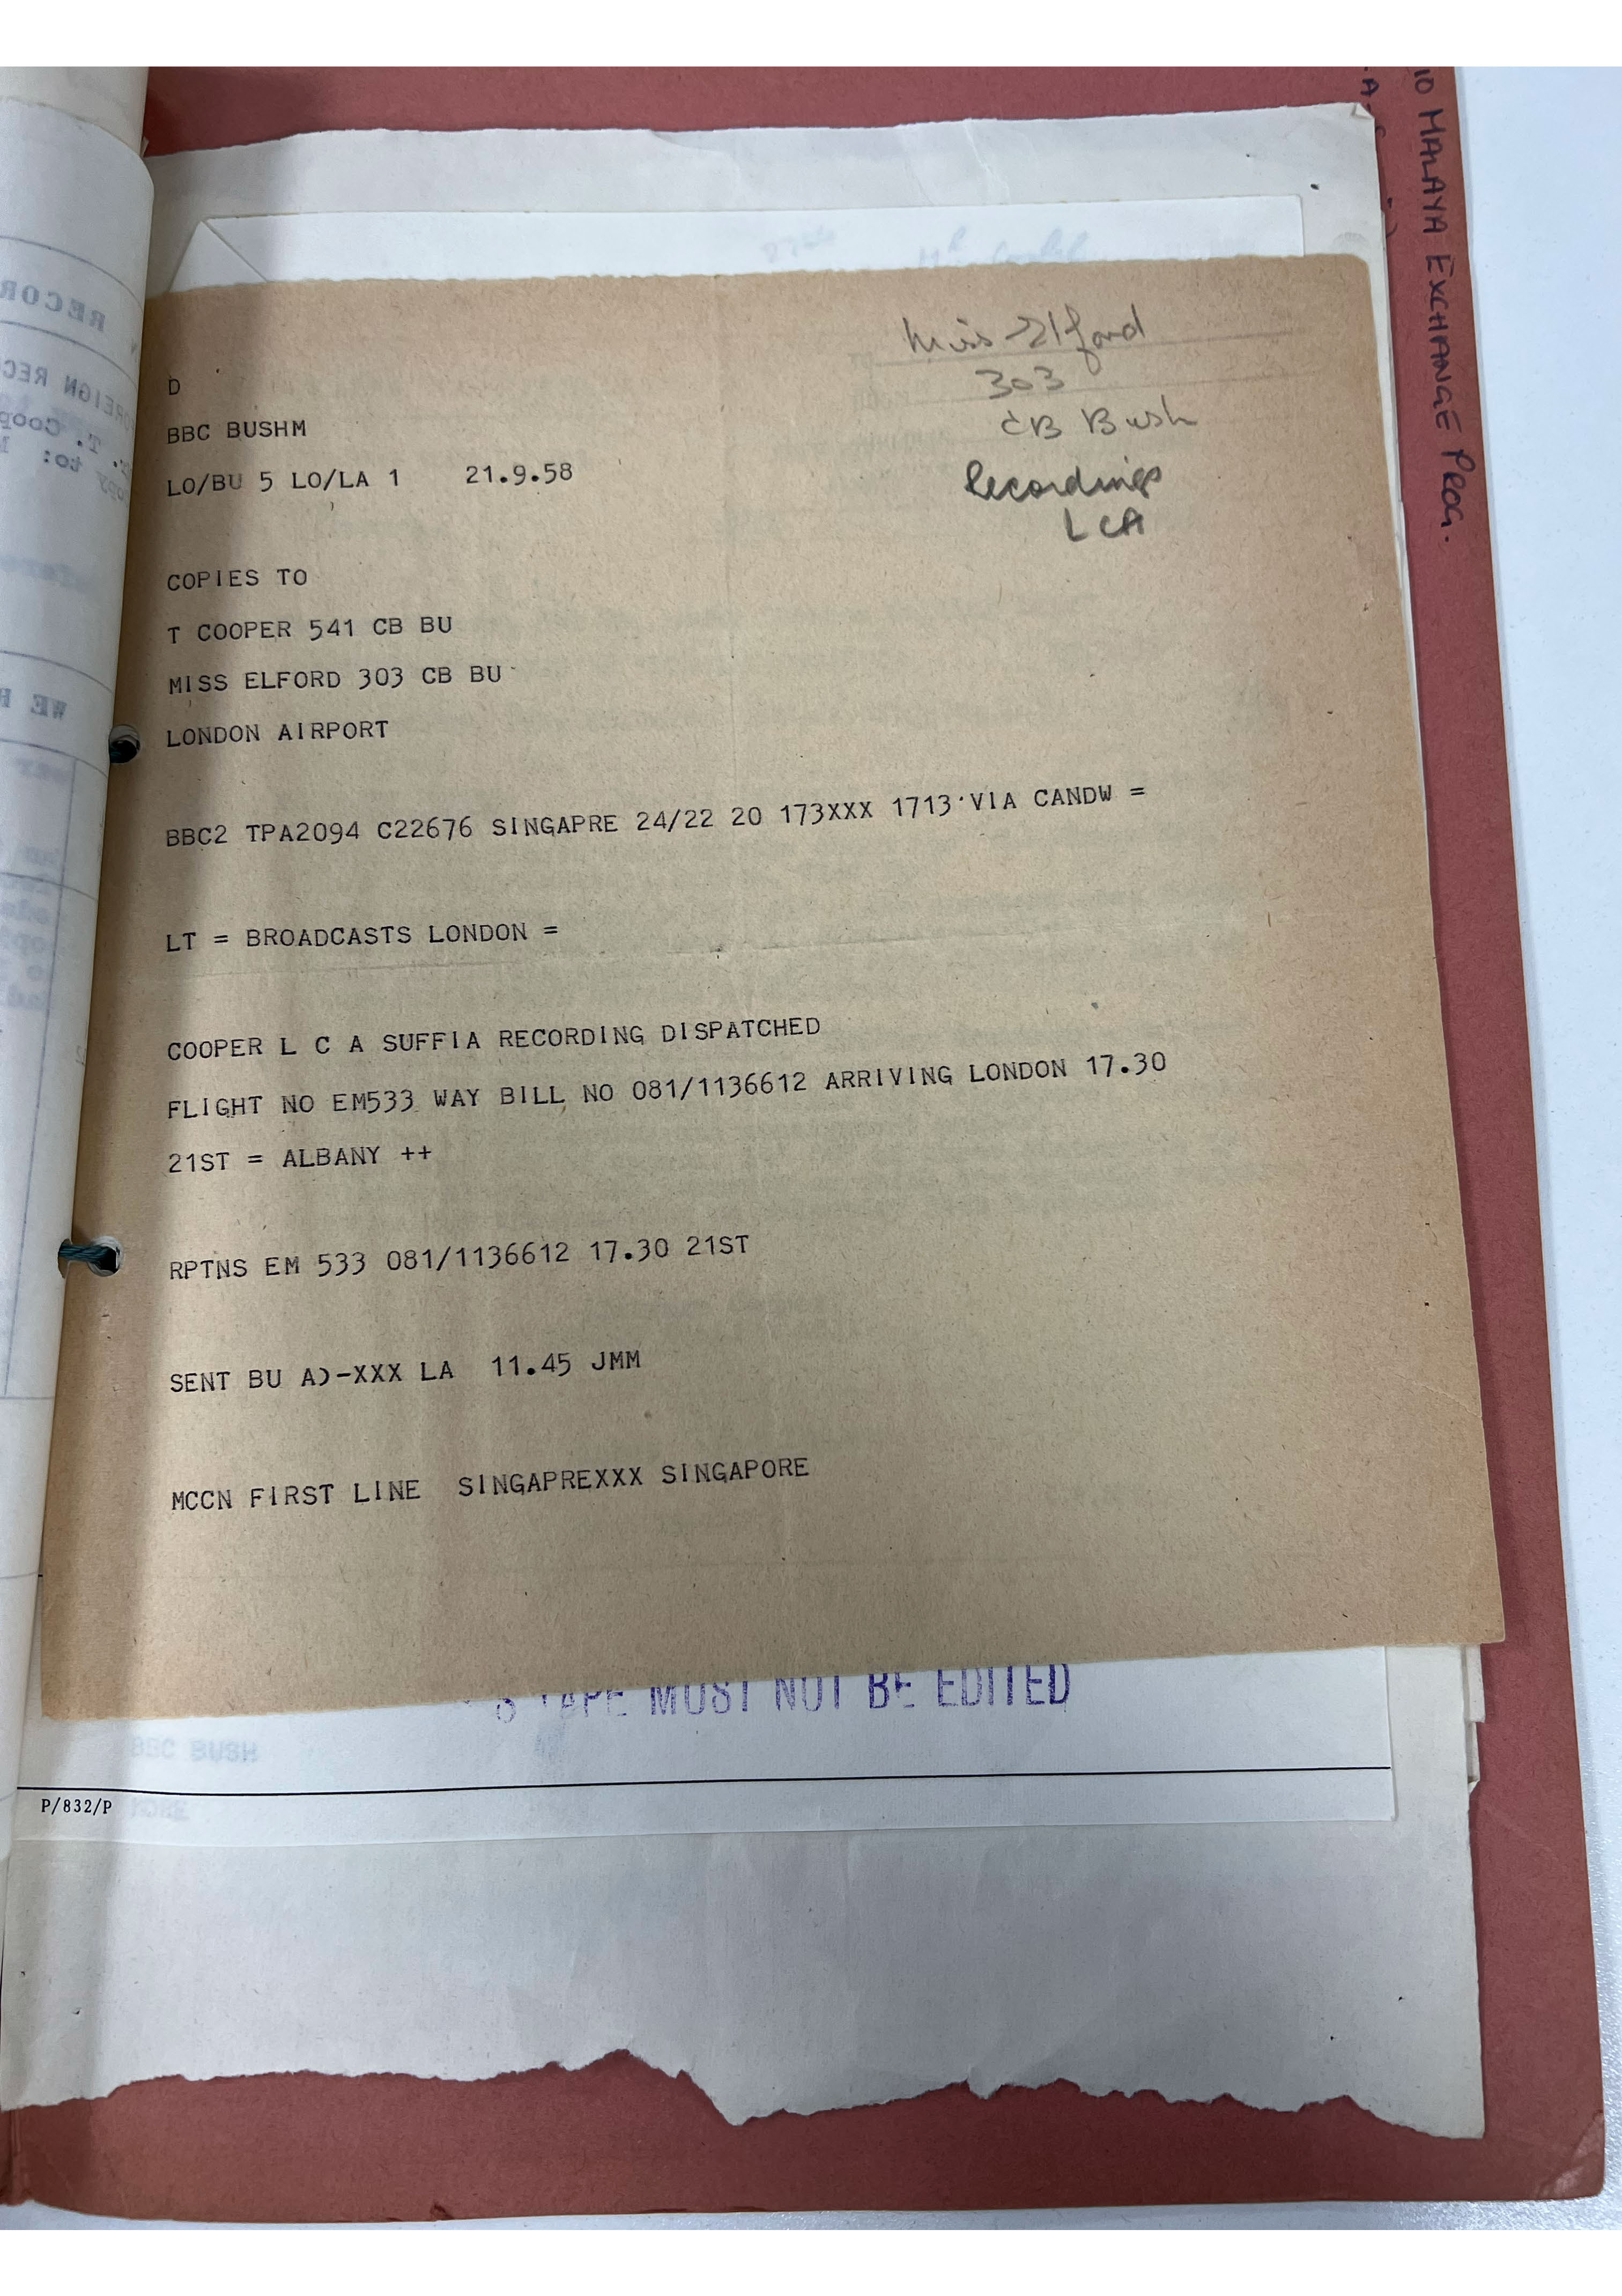 10 MALAYA EXCHANGE PROG.
Miss Elford
303
CB Bush
Recordings
LCA
D
BBC BUSHM
LO/BU 5 LO/LA 1 21.9.58
COPIES TO
T COOPER 541 CB BU
MISS ELFORD 303 CB BU
LONDON AIRPORT
BBC2 TPA2094 C22676 SINGAPRE 24/22 20 173XXX 1713 VIA CANDW =
LT = BROADCASTS LONDON =
COOPER L C A SUFFIA RECORDING DISPATCHED
FLIGHT NO EM533 WAY BILL NO 081/1136612 ARRIVING LONDON 17.30
21ST = ALBANY ++
RPTNS EM 533 081/1136612 17.30 21ST
SENT BU A)-XXX LA 11.45 JMM
MCCN FIRST LINE SINGAPREXXX SINGAPORE
TAPE MUST NOT BE EDITED
BBC BUSH
P/832/P